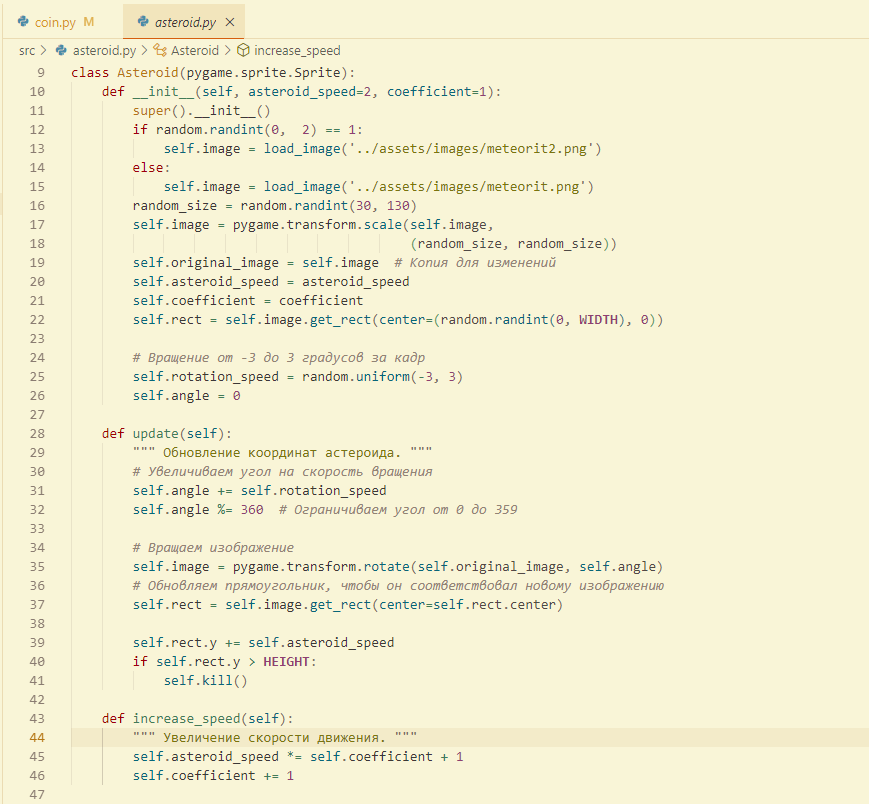 coin.py M asteroid.py
src > asteroid.py > Asteroid > increase_speed
9 class Asteroid(pygame.sprite.Sprite):
10     def __init__(self, asteroid_speed=2, coefficient=1):
11         super().__init__()
12         if random.randint(0,  2) == 1:
13             self.image = load_image('../assets/images/meteorit2.png')
14         else:
15             self.image = load_image('../assets/images/meteorit.png')
16         random_size = random.randint(30, 130)
17         self.image = pygame.transform.scale(self.image,
18                                             (random_size, random_size))
19         self.original_image = self.image  # Копия для изменений
20         self.asteroid_speed = asteroid_speed
21         self.coefficient = coefficient
22         self.rect = self.image.get_rect(center=(random.randint(0, WIDTH), 0))
23
24         # Вращение от -3 до 3 градусов за кадр
25         self.rotation_speed = random.uniform(-3, 3)
26         self.angle = 0
27
28     def update(self):
29         """ Обновление координат астероида. """
30         # Увеличиваем угол на скорость вращения
31         self.angle += self.rotation_speed
32         self.angle %= 360  # Ограничиваем угол от 0 до 359
33
34         # Вращаем изображение
35         self.image = pygame.transform.rotate(self.original_image, self.angle)
36         # Обновляем прямоугольник, чтобы он соответствовал новому изображению
37         self.rect = self.image.get_rect(center=self.rect.center)
38
39         self.rect.y += self.asteroid_speed
40         if self.rect.y > HEIGHT:
41             self.kill()
42
43     def increase_speed(self):
44         """ Увеличение скорости движения. """
45         self.asteroid_speed *= self.coefficient + 1
46         self.coefficient += 1
47